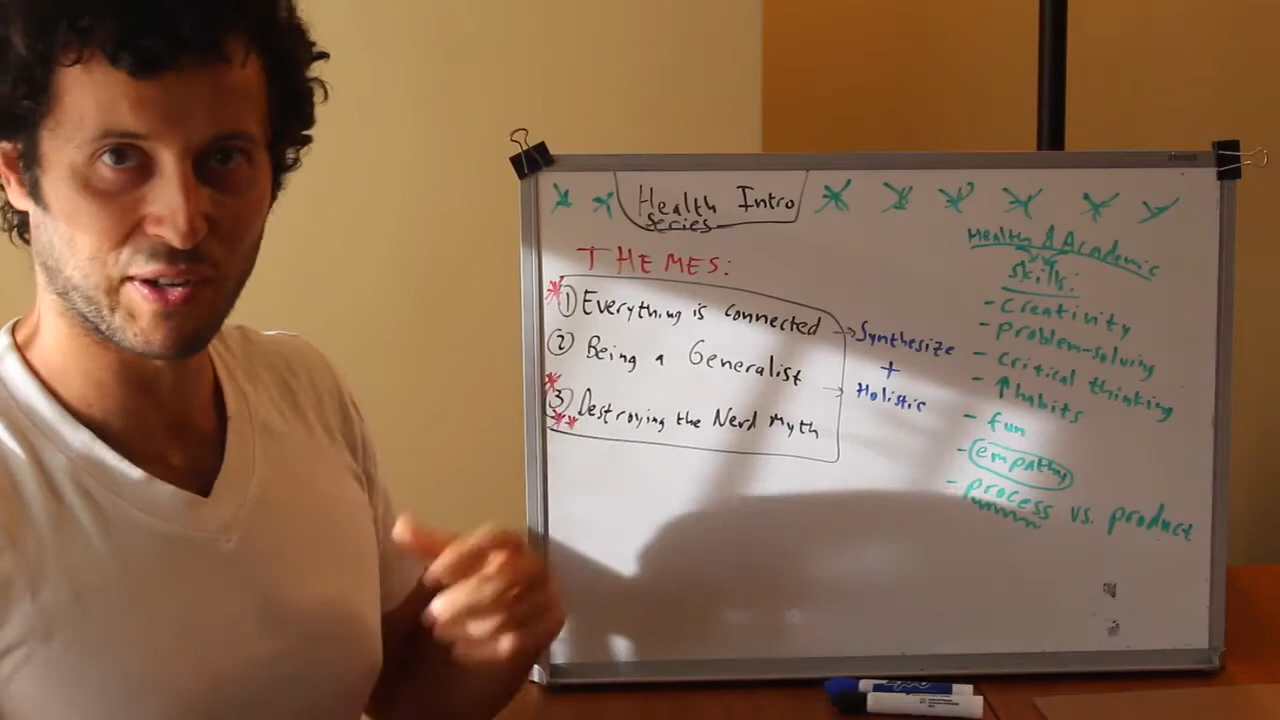 Health Intro
series
THEMES:
① Everything is connected
② Being a Generalist
③ Destroying the Nerd Myth
Synthesize
+
Holistic
Health & Academic
skills:
- creativity
- problem-solving
- critical thinking
- ↑habits
- fun
- empathy
- process vs. product